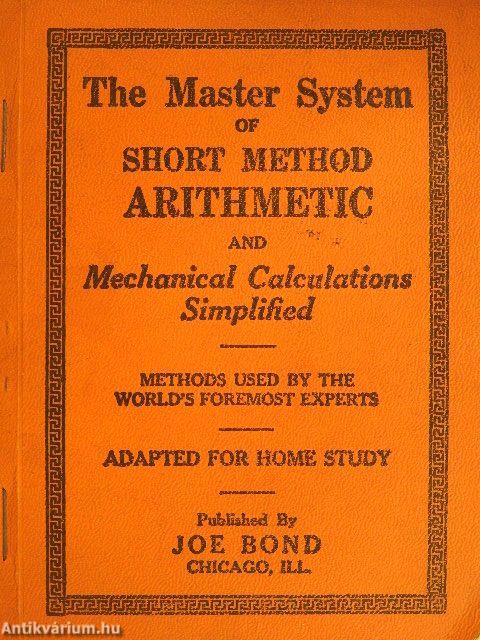 The Master System
OF
SHORT METHOD
ARITHMETIC
AND
Mechanical Calculations
Simplified
METHODS USED BY THE
WORLD'S FOREMOST EXPERTS
ADAPTED FOR HOME STUDY
Published By
JOE BOND
CHICAGO, ILL.
Antikvárium.hu